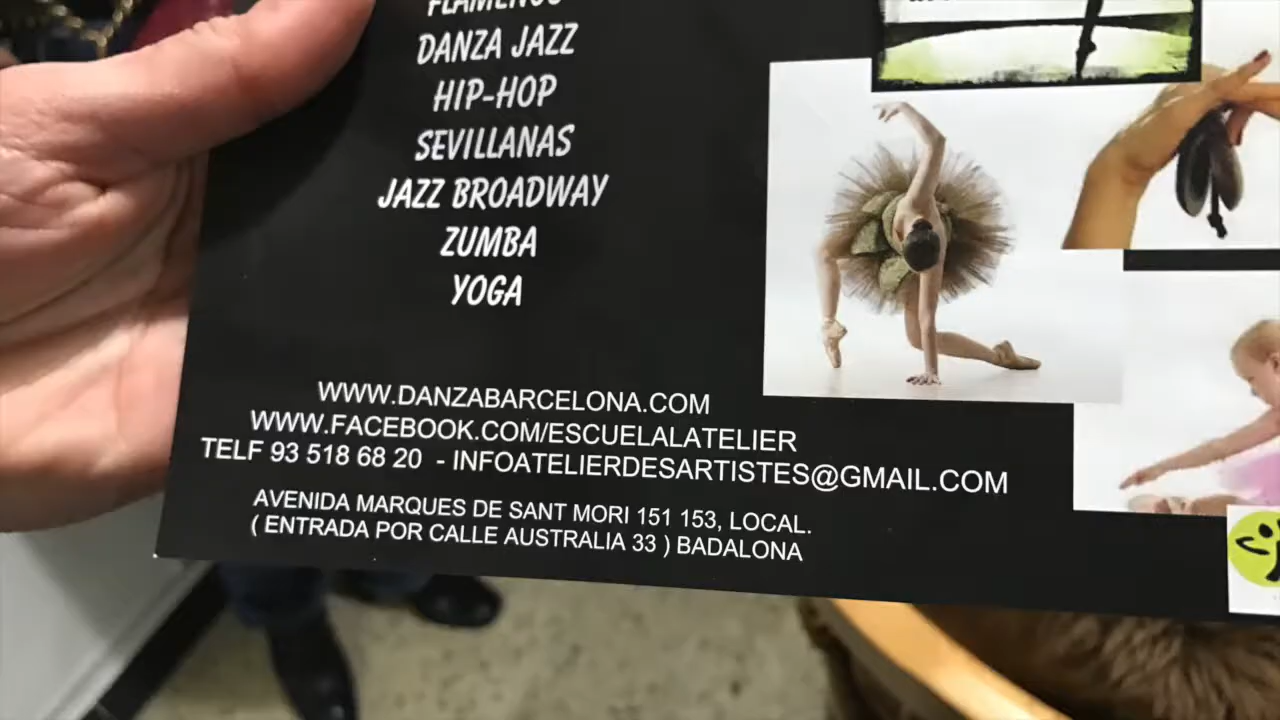 FLAMENCO
DANZA JAZZ
HIP-HOP
SEVILLANAS
JAZZ BROADWAY
ZUMBA
YOGA
WWW.DANZABARCELONA.COM
WWW.FACEBOOK.COM/ESCUELALATELIER
TELF 93 518 68 20 - INFOATELIERDESARTISTES@GMAIL.COM
AVENIDA MARQUES DE SANT MORI 151 153, LOCAL.
( ENTRADA POR CALLE AUSTRALIA 33 ) BADALONA